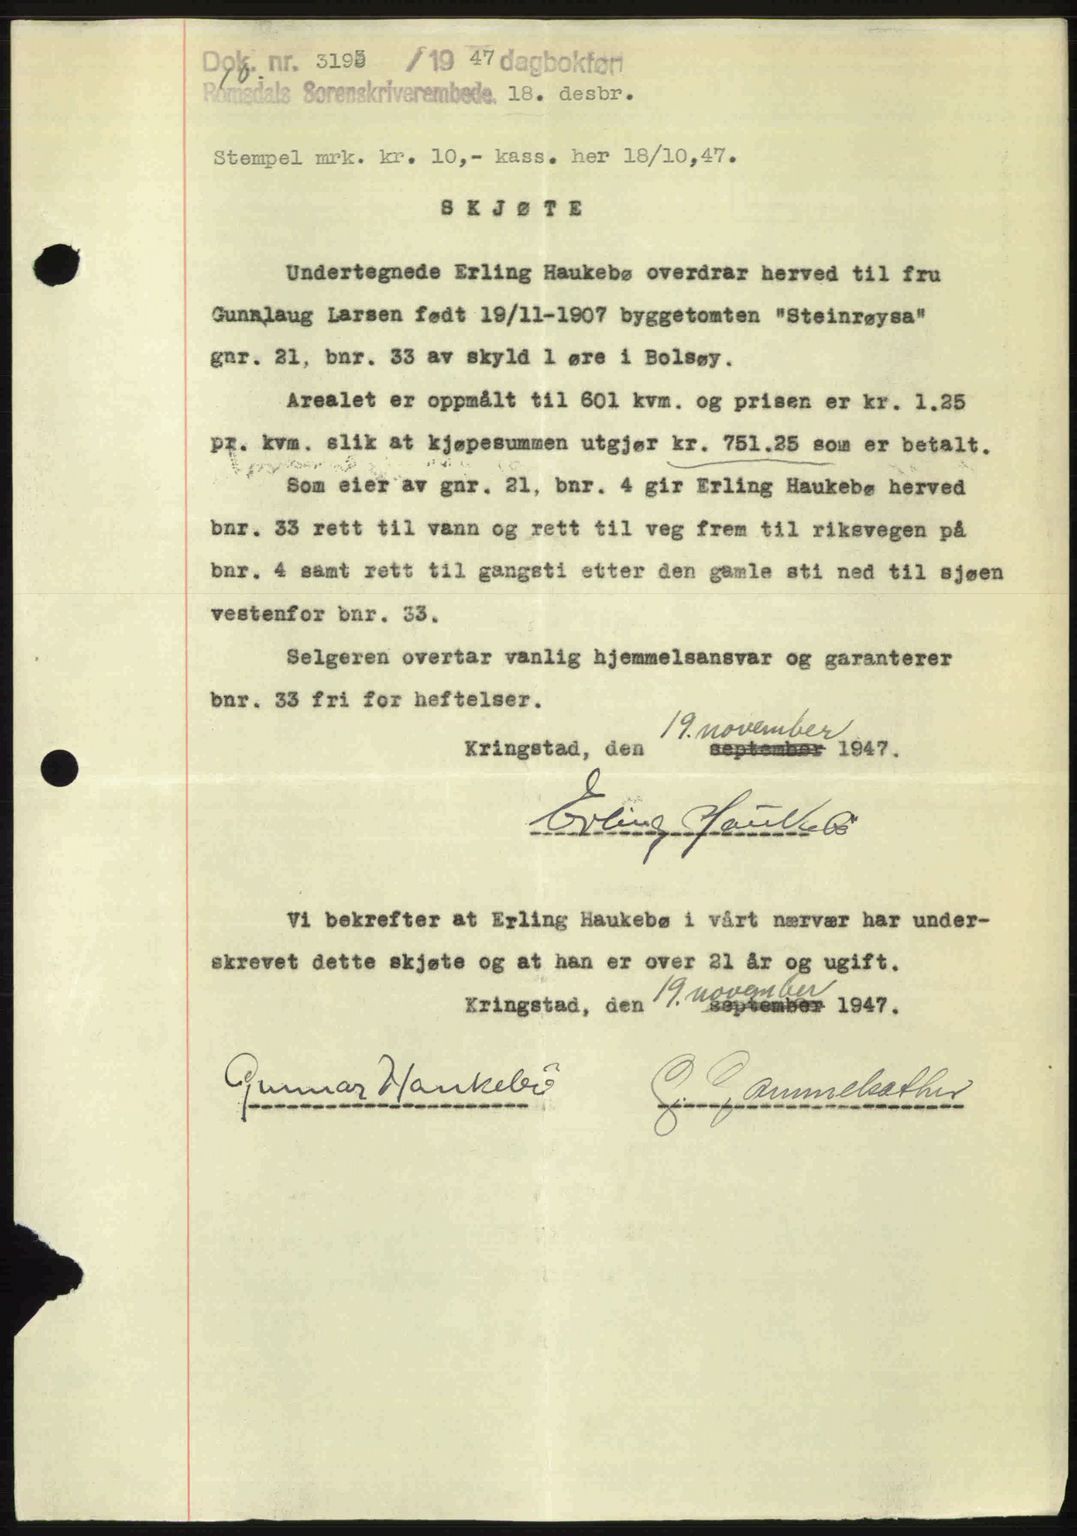 Dok. nr. 3195 / 19 47 dagbokført
Romsdals Sorenskriverembede. 18. desbr.
Stempel mrk. kr. 10,- kass. her 18/10,47.
SKJØTE
Undertegnede Erling Haukebø overdrar herved til fru
Gunnlaug Larsen født 19/11-1907 byggetomten "Steinrøysa"
gnr. 21, bnr. 33 av skyld 1 øre i Bolsøy.
Arealet er oppmålt til 601 kvm. og prisen er kr. 1.25
pr. kvm. slik at kjøpesummen utgjør kr. 751.25 som er betalt.
Som eier av gnr. 21, bnr. 4 gir Erling Haukebø herved
bnr. 33 rett til vann og rett til veg frem til riksvegen på
bnr. 4 samt rett til gangsti etter den gamle sti ned til sjøen
vestenfor bnr. 33.
Selgeren overtar vanlig hjemmelsansvar og garanterer
bnr. 33 fri for heftelser.
Kringstad, den 19. november september 1947.
Erling Haukebø
Vi bekrefter at Erling Haukebø i vårt nærvær har under-
skrevet dette skjøte og at han er over 21 år og ugift.
Kringstad, den 19. november september 1947.
Gunnar Haukebö G. Gammelsæther